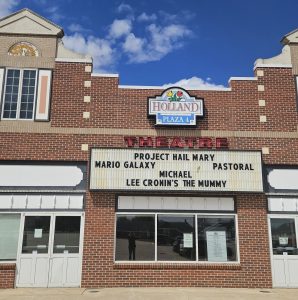 HOLLAND
PLAZA 4
THEATRE
PROJECT HAIL MARY
MARIO GALAXY PASTORAL
MICHAEL
LEE CRONIN'S THE MUMMY